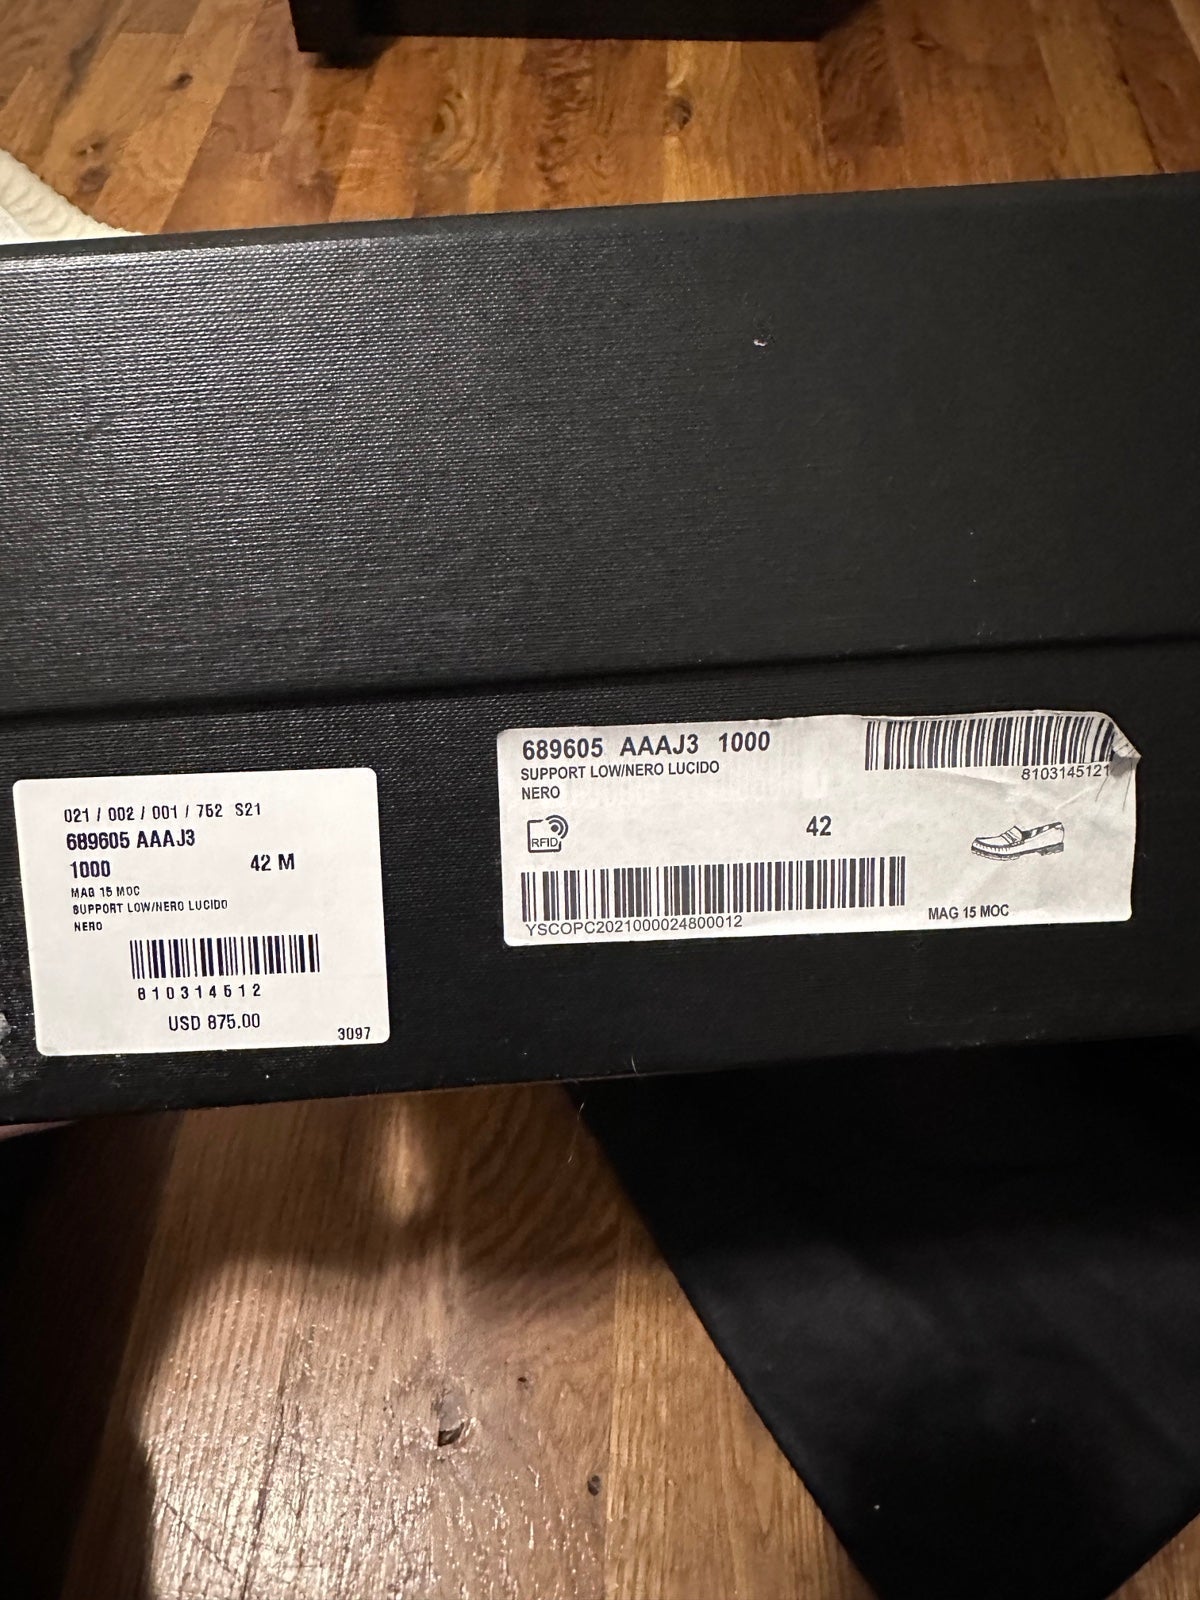 021 / 002 / 001 / 752 S21
689605 AAAJ3
1000 42 M
MAG 15 MOC
SUPPORT LOW/NERO LUCIDO
NERO
810314512
USD 875.00
3097
689605 AAAJ3 1000
SUPPORT LOW/NERO LUCIDO
NERO
8103145121
RFID
42
YSCOPC2021000024800012
MAG 15 MOC